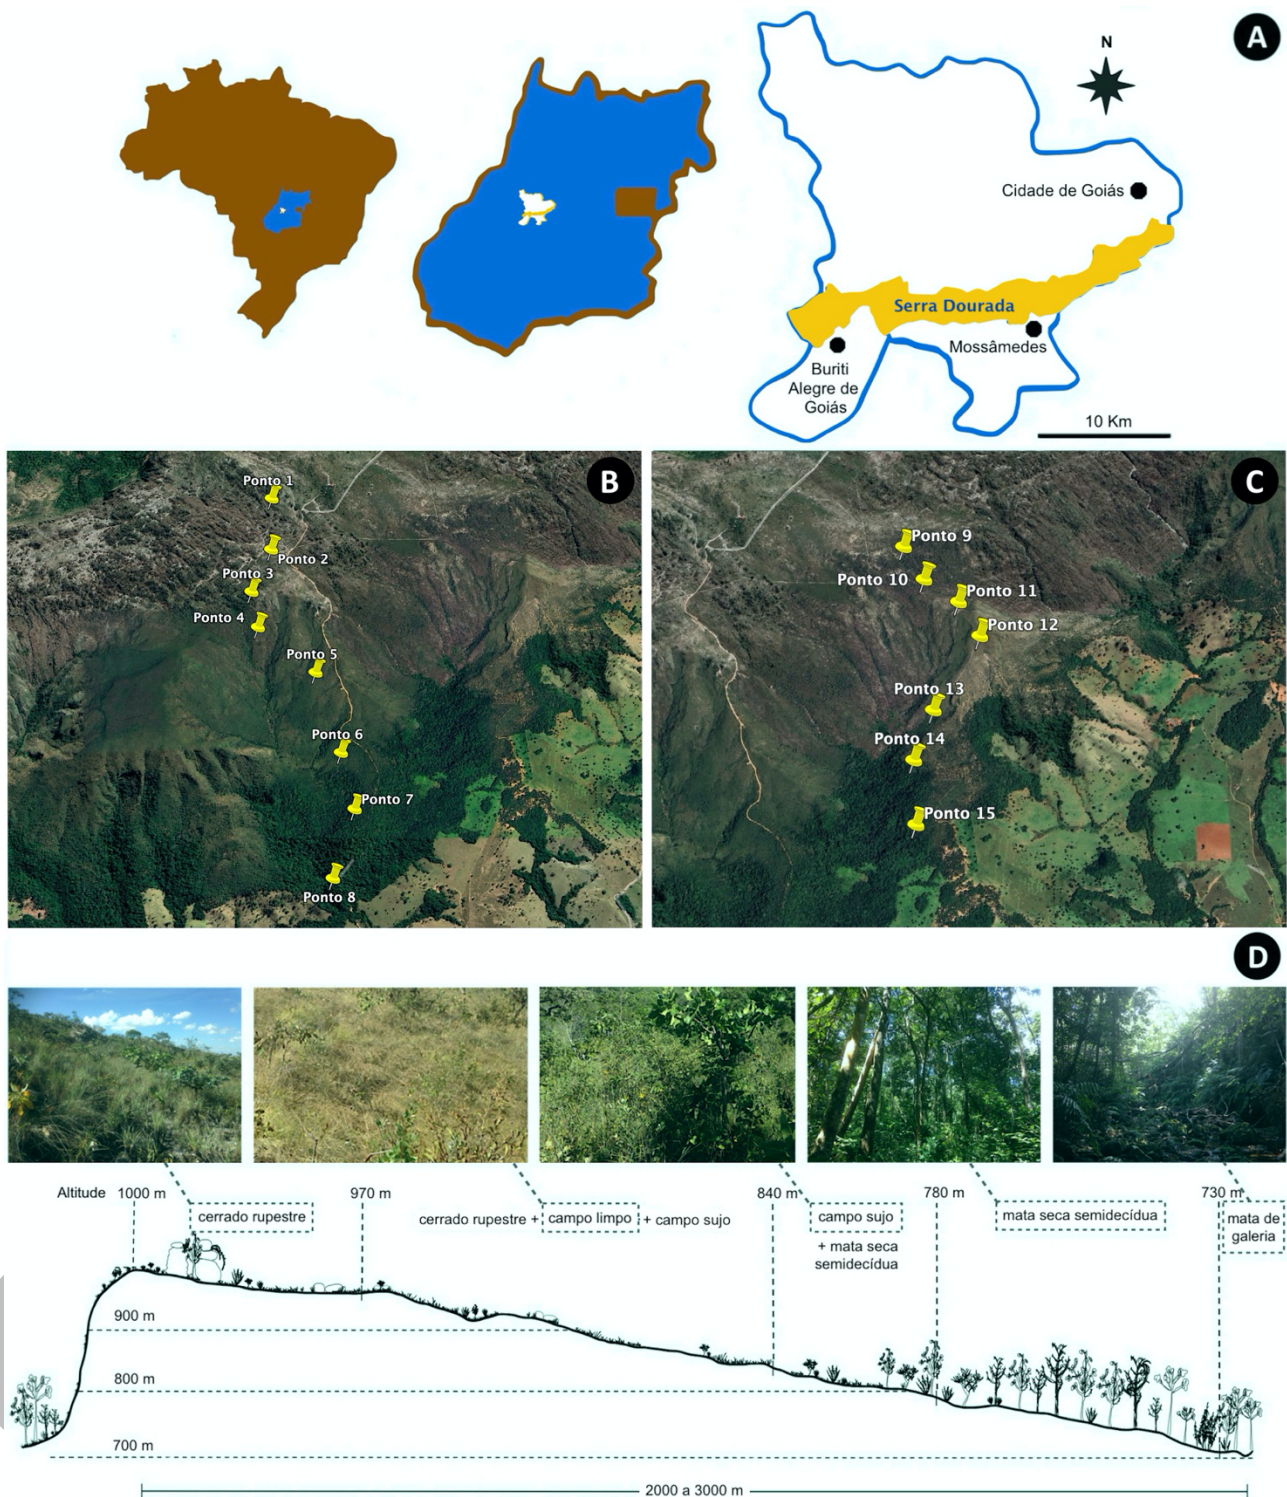 A
N
Cidade de Goiás
Serra Dourada
Mossâmedes
Buriti
Alegre de
Goiás
10 Km
B
Ponto 1
Ponto 2
Ponto 3
Ponto 4
Ponto 5
Ponto 6
Ponto 7
Ponto 8
C
Ponto 9
Ponto 10
Ponto 11
Ponto 12
Ponto 13
Ponto 14
Ponto 15
D
Altitude 1000 m 970 m 840 m 780 m 730 m
cerrado rupestre
cerrado rupestre + campo limpo + campo sujo
campo sujo
+ mata seca
semidecídua
mata seca semidecídua
mata de
galeria
900 m
800 m
700 m
2000 a 3000 m